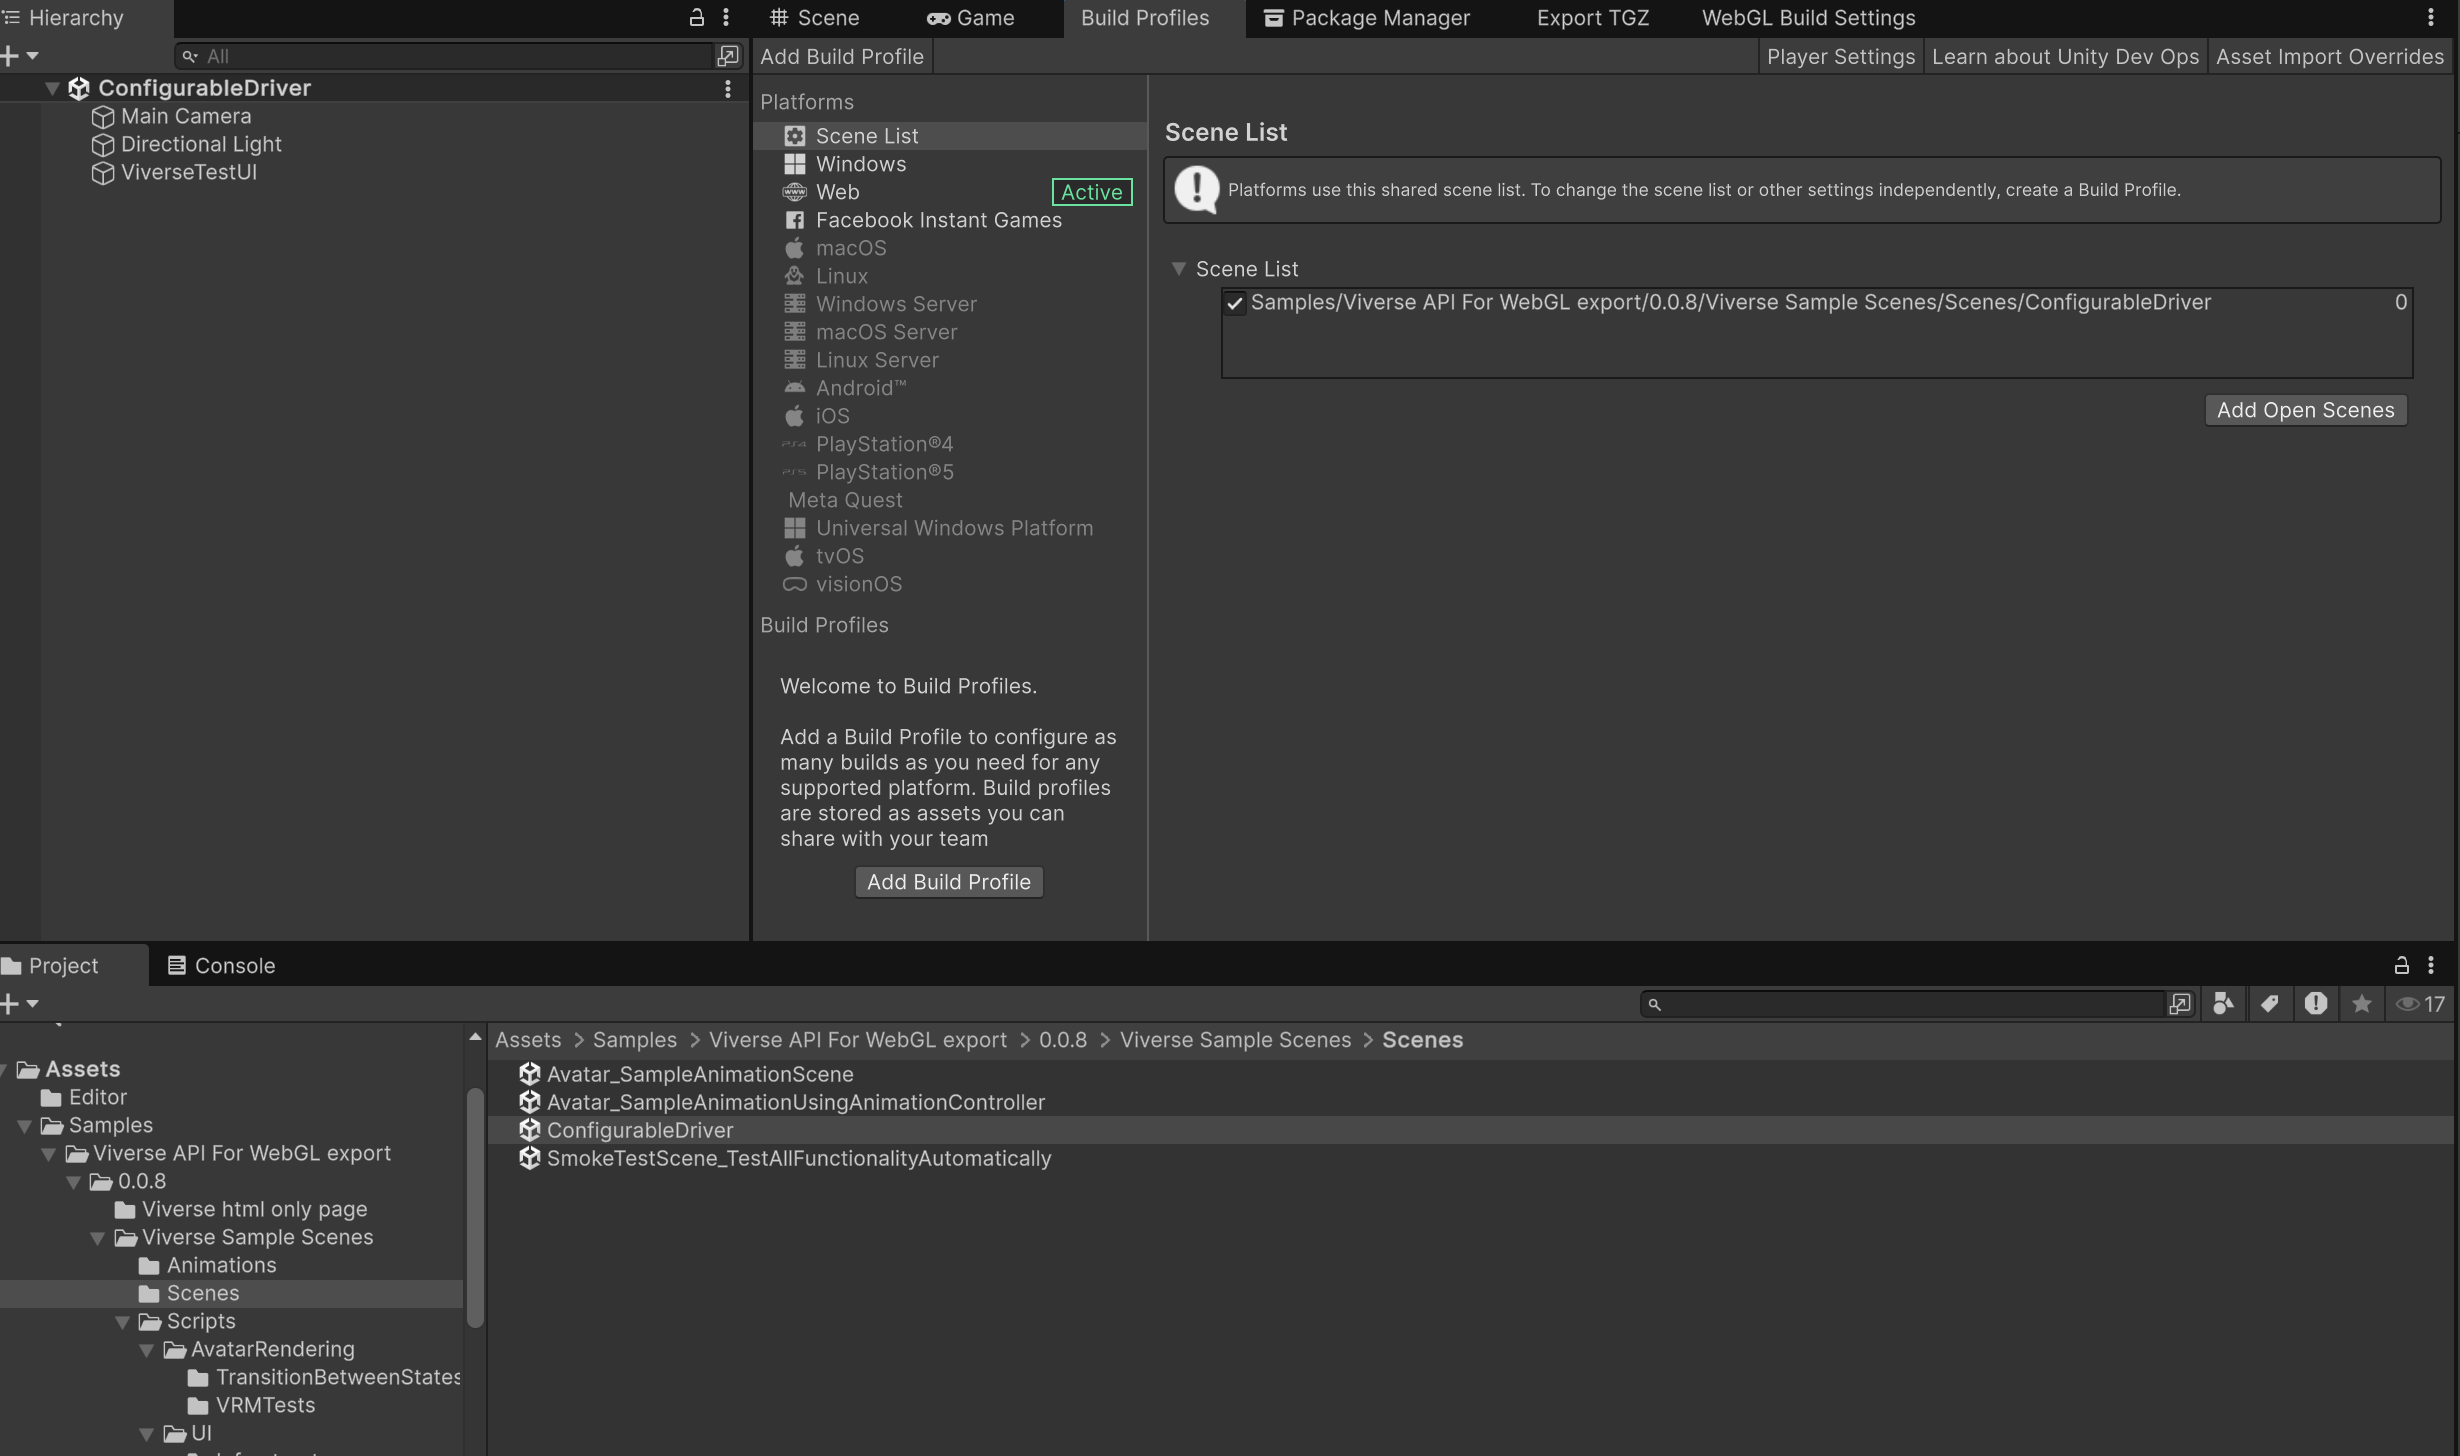 Hierarchy
Scene
Game
Build Profiles
Package Manager
Export TGZ
WebGL Build Settings
All
Add Build Profile
Player Settings
Learn about Unity Dev Ops
Asset Import Overrides
ConfigurableDriver
Main Camera
Directional Light
ViverseTestUI
Platforms
Scene List
Windows
Web
Active
Facebook Instant Games
macOS
Linux
Windows Server
macOS Server
Linux Server
Android™
iOS
PS4 PlayStation®4
PS5 PlayStation®5
Meta Quest
Universal Windows Platform
tvOS
visionOS
Build Profiles
Welcome to Build Profiles.
Add a Build Profile to configure as
many builds as you need for any
supported platform. Build profiles
are stored as assets you can
share with your team
Add Build Profile
Scene List
Platforms use this shared scene list. To change the scene list or other settings independently, create a Build Profile.
Scene List
Samples/Viverse API For WebGL export/0.0.8/Viverse Sample Scenes/Scenes/ConfigurableDriver 0
Add Open Scenes
Project
Console
17
Assets
Editor
Samples
Viverse API For WebGL export
0.0.8
Viverse html only page
Viverse Sample Scenes
Animations
Scenes
Scripts
AvatarRendering
TransitionBetweenStates
VRMTests
UI
Assets > Samples > Viverse API For WebGL export > 0.0.8 > Viverse Sample Scenes > Scenes
Avatar_SampleAnimationScene
Avatar_SampleAnimationUsingAnimationController
ConfigurableDriver
SmokeTestScene_TestAllFunctionalityAutomatically